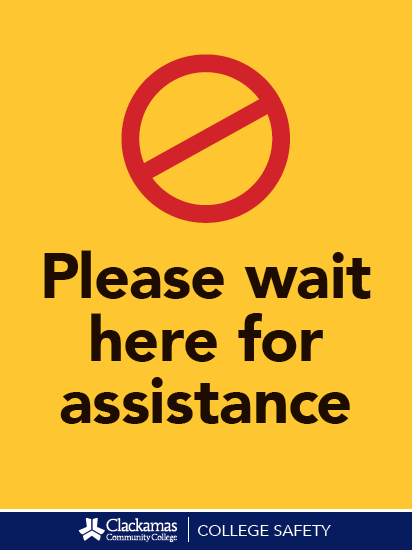 Please wait
here for
assistance
Clackamas
Community College
COLLEGE SAFETY